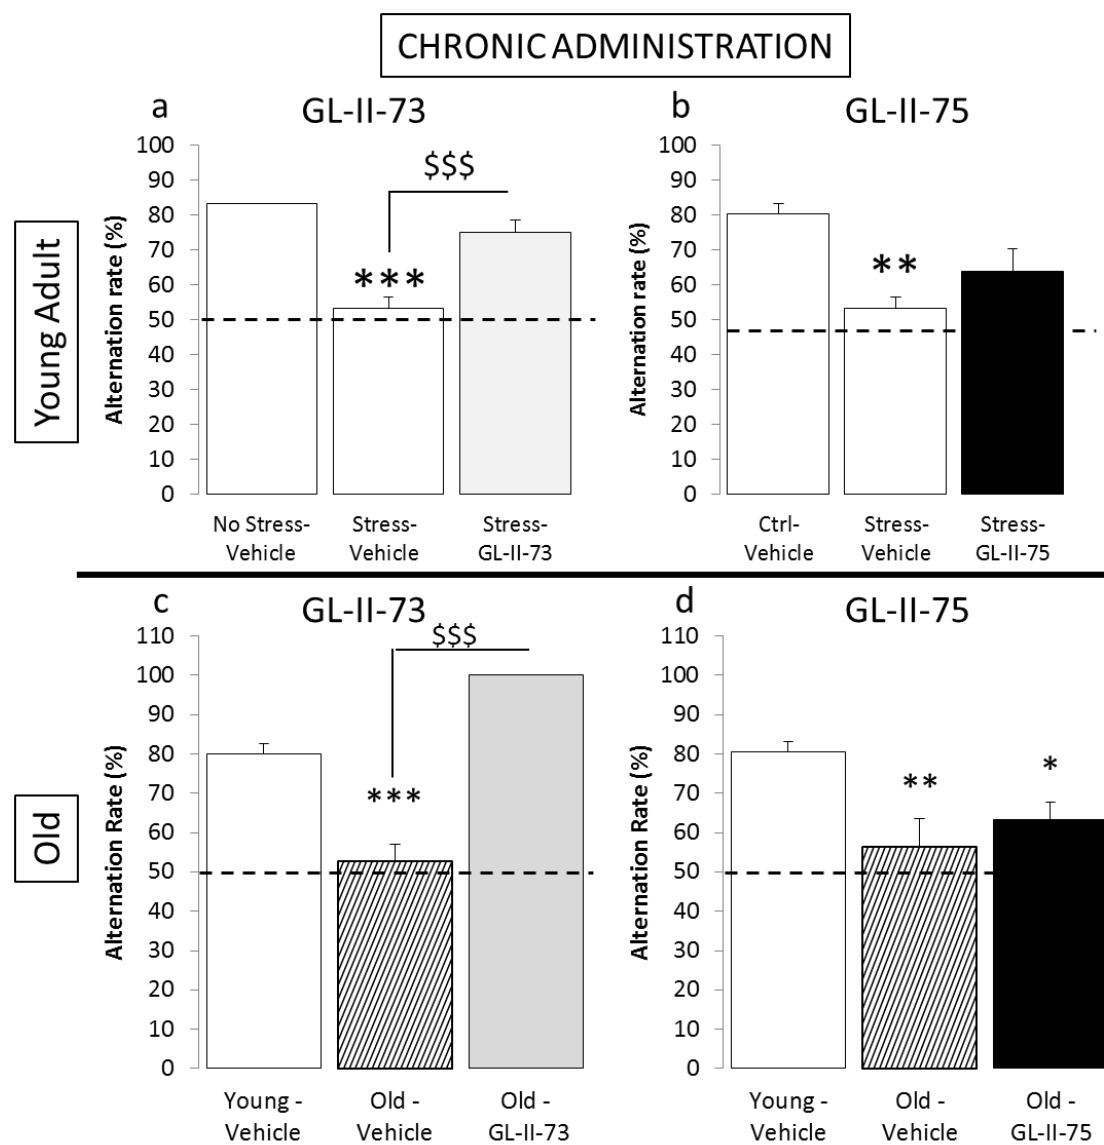 CHRONIC ADMINISTRATION
Young Adult
a
GL-II-73
Alternation rate (%)
100
90
80
70
60
50
40
30
20
10
0
$$$
***
No Stress-
Vehicle
Stress-
Vehicle
Stress-
GL-II-73
b
GL-II-75
Alternation rate (%)
100
90
80
70
60
50
40
30
20
10
0
**
Ctrl-
Vehicle
Stress-
Vehicle
Stress-
GL-II-75
Old
c
GL-II-73
Alternation Rate (%)
110
100
90
80
70
60
50
40
30
20
10
0
$$$
***
Young -
Vehicle
Old -
Vehicle
Old -
GL-II-73
d
GL-II-75
Alternation Rate (%)
110
100
90
80
70
60
50
40
30
20
10
0
**
*
Young -
Vehicle
Old -
Vehicle
Old -
GL-II-75